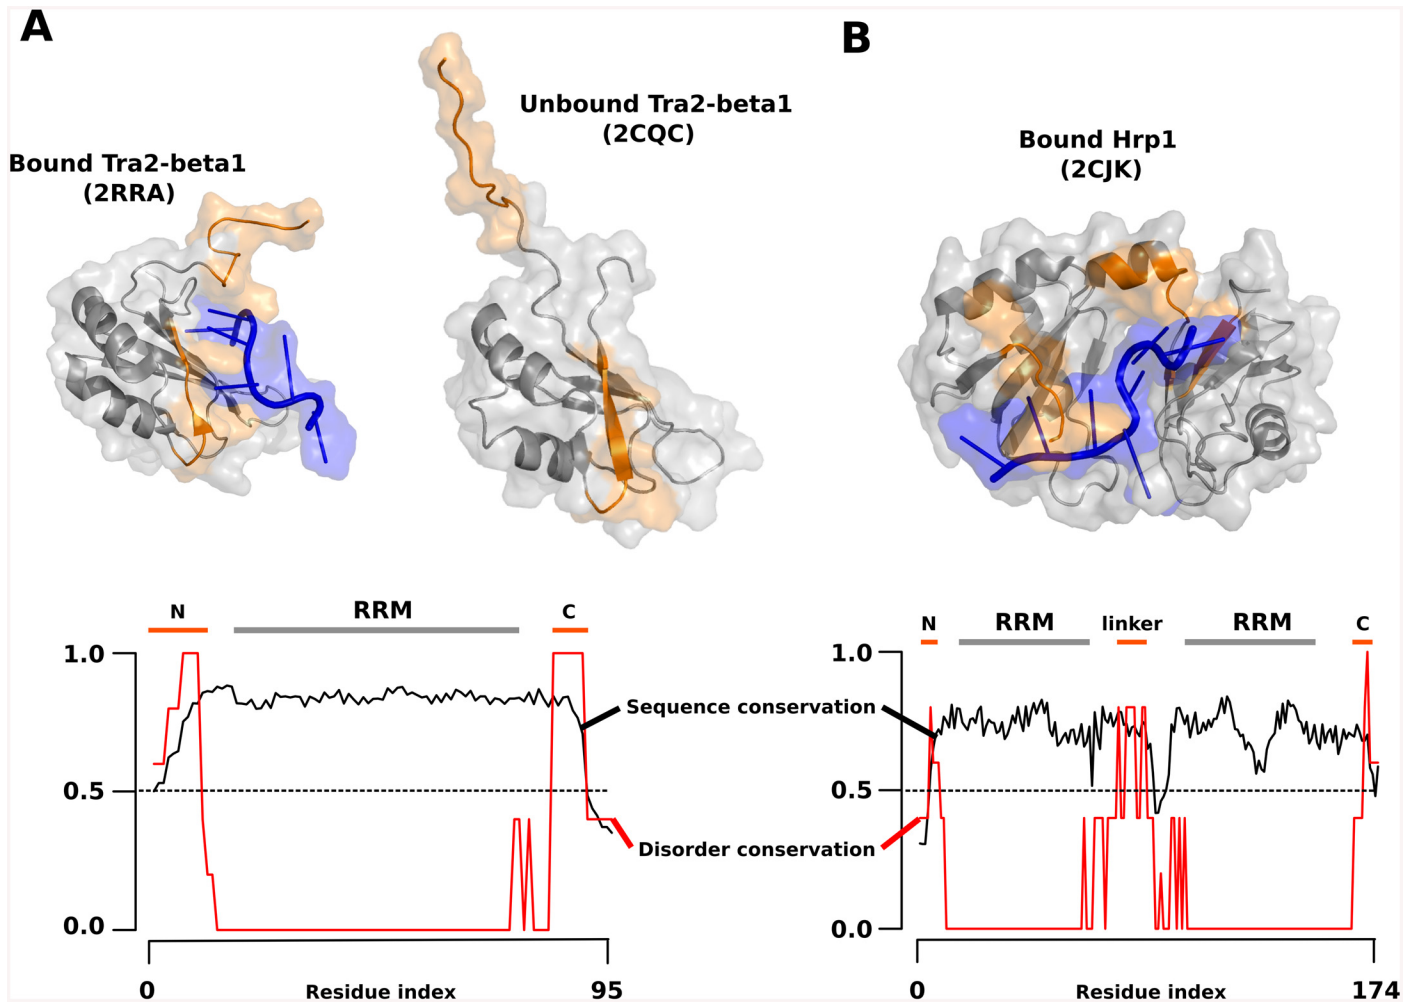 A
B
Unbound Tra2-beta1
(2CQC)
Bound Tra2-beta1
(2RRA)
Bound Hrp1
(2CJK)
N
RRM
C
1.0
0.5
0.0
0
Residue index
95
Sequence conservation
Disorder conservation
N
RRM
linker
RRM
C
1.0
0.5
0.0
0
Residue index
174